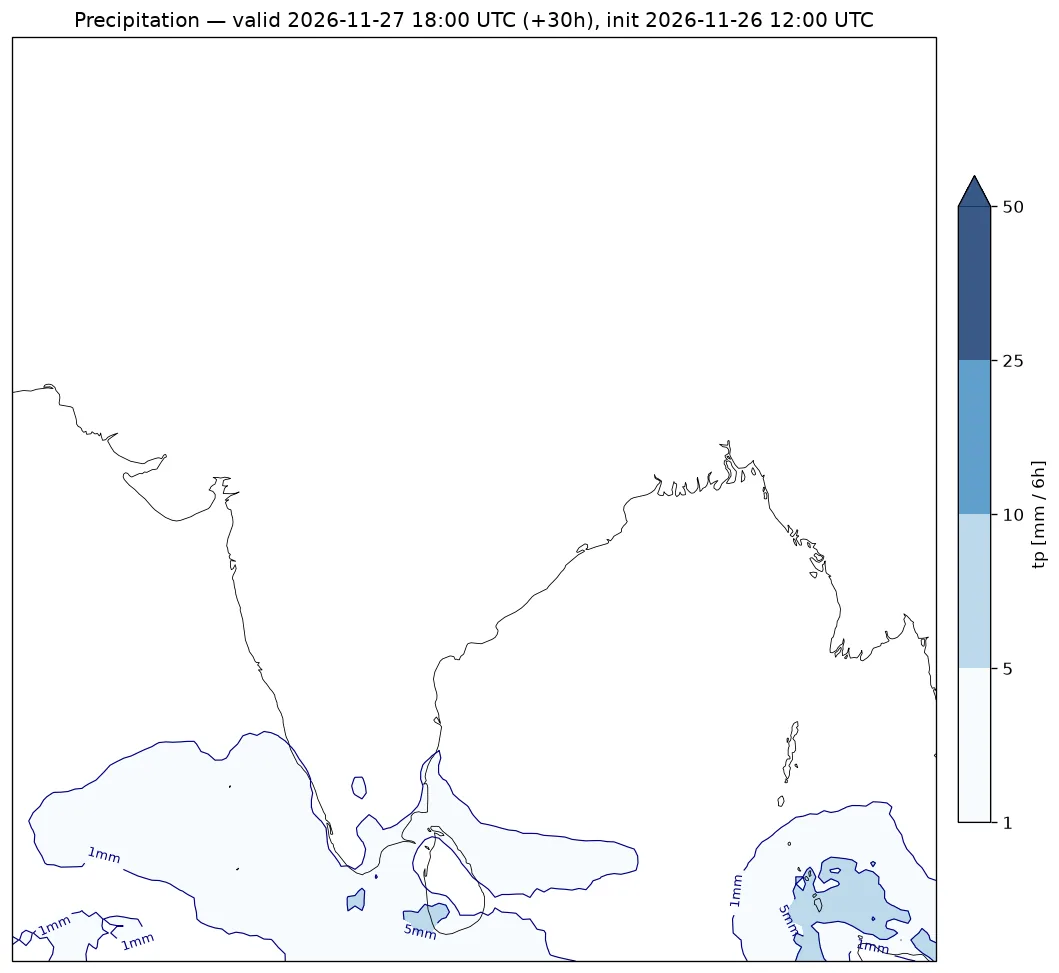 Precipitation — valid 2026-11-27 18:00 UTC (+30h), init 2026-11-26 12:00 UTC
50
25
10
5
1
tp [mm / 6h]
1mm
1mm
1mm
5mm
1mm
5mm
1mm